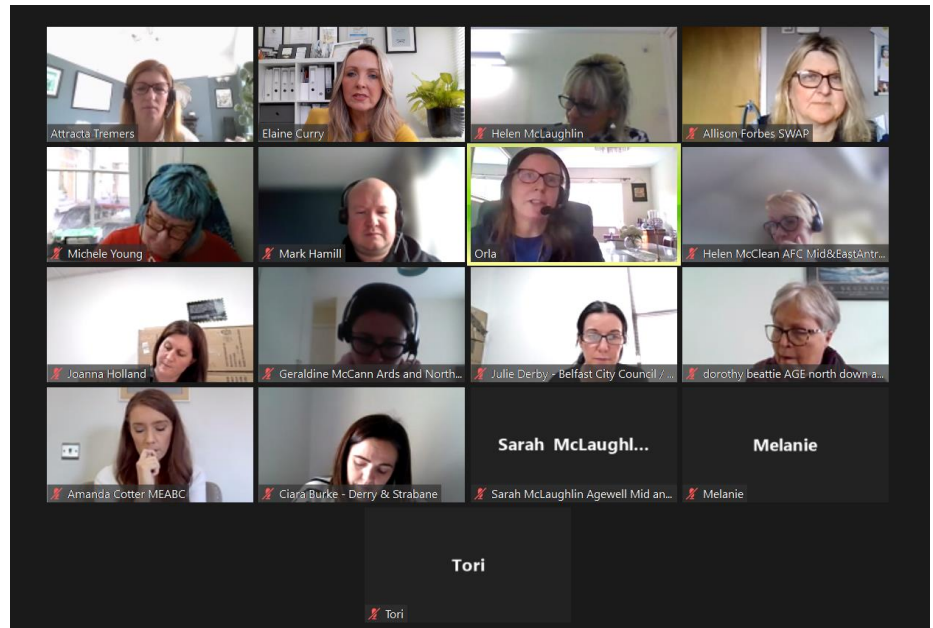 Attracta Tremers
Elaine Curry
Helen McLaughlin
Allison Forbes SWAP
Michele Young
Mark Hamill
Orla
Helen McClean AFC Mid&EastAntr...
Joanna Holland
Geraldine McCann Ards and North...
Julie Derby - Belfast City Council / ...
dorothy beattie AGE north down a...
Amanda Cotter MEABC
Ciara Burke - Derry & Strabane
Sarah McLaughl...
Sarah McLaughlin Agewell Mid an...
Melanie
Melanie
Tori
Tori